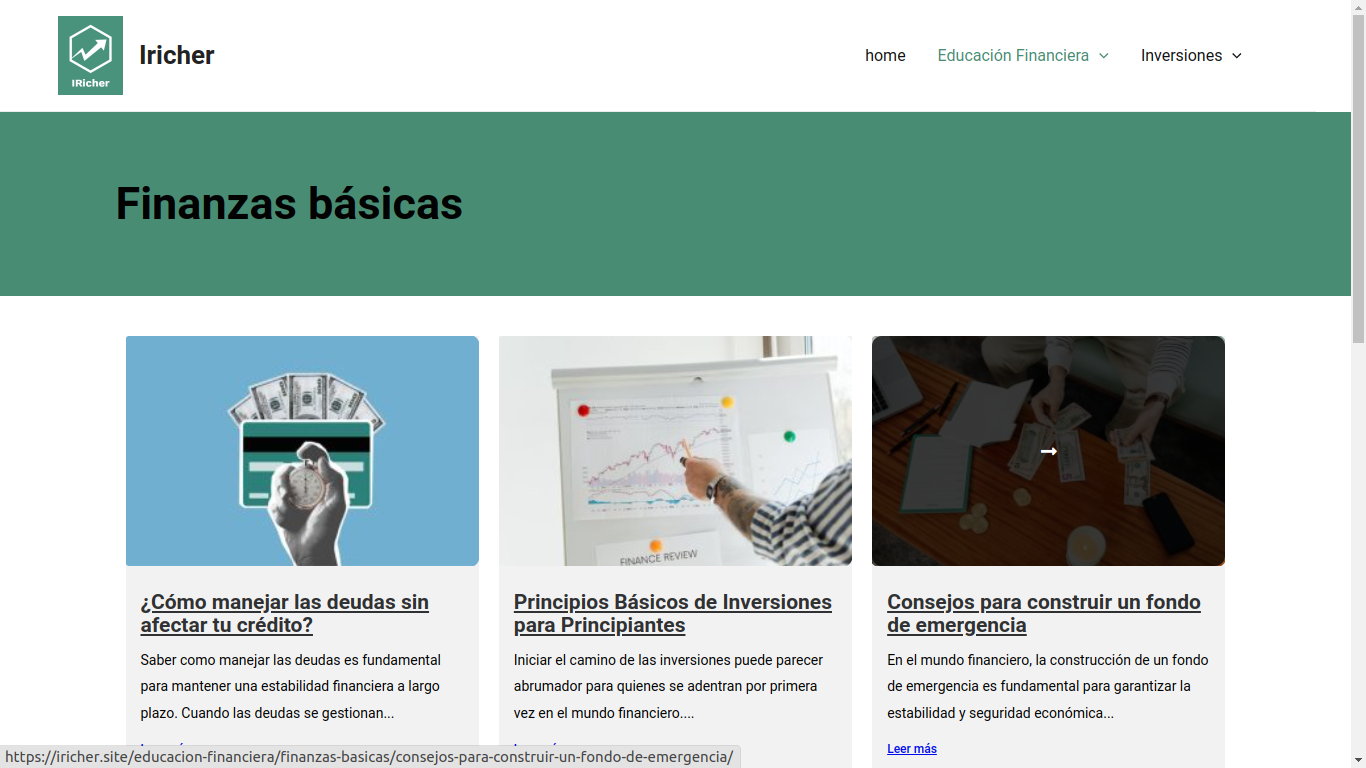 IRicher
Iricher
home
Educación Financiera
Inversiones
Finanzas básicas
FINANCE REVIEW
¿Cómo manejar las deudas sin
afectar tu crédito?
Saber como manejar las deudas es fundamental
para mantener una estabilidad financiera a largo
plazo. Cuando las deudas se gestionan...
Principios Básicos de Inversiones
para Principiantes
Iniciar el camino de las inversiones puede parecer
abrumador para quienes se adentran por primera
vez en el mundo financiero....
Consejos para construir un fondo
de emergencia
En el mundo financiero, la construcción de un fondo
de emergencia es fundamental para garantizar la
estabilidad y seguridad económica...
Leer más
https://iricher.site/educacion-financiera/finanzas-basicas/consejos-para-construir-un-fondo-de-emergencia/